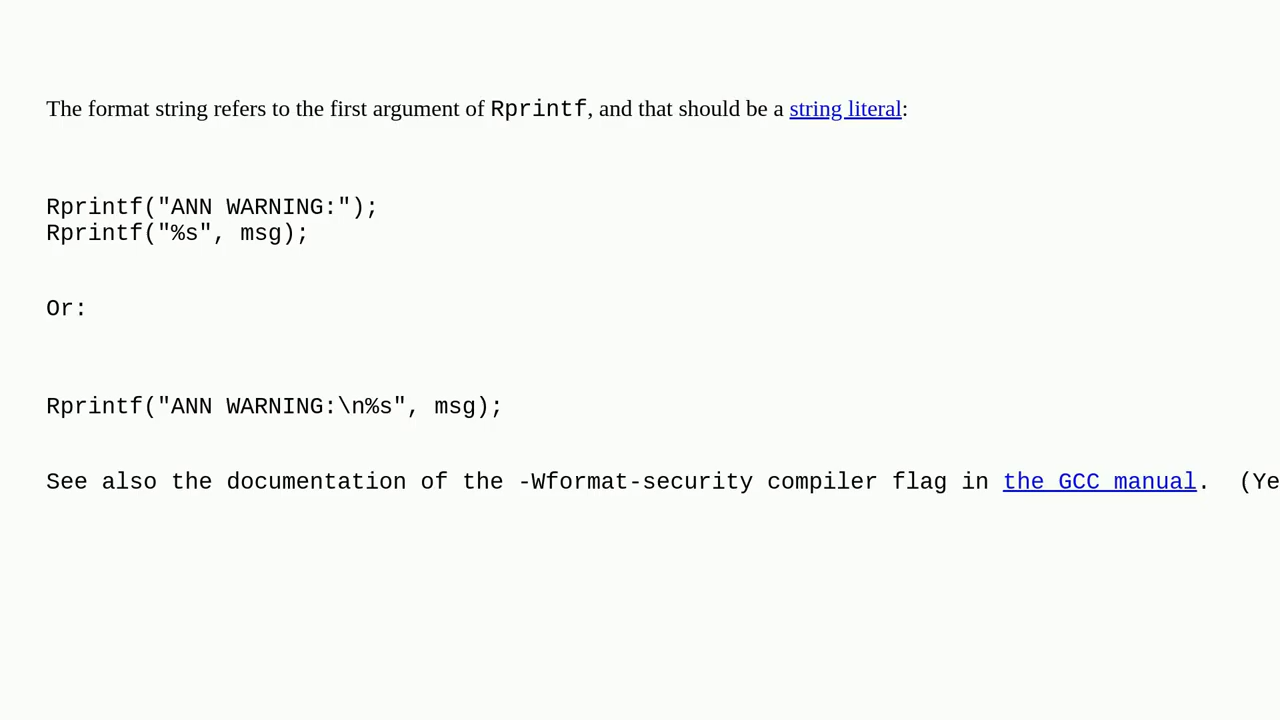 The format string refers to the first argument of Rprintf, and that should be a string literal:
Rprintf("ANN WARNING:");
Rprintf("%s", msg);
Or:
Rprintf("ANN WARNING:\n%s", msg);
See also the documentation of the -Wformat-security compiler flag in the GCC manual.  (Ye